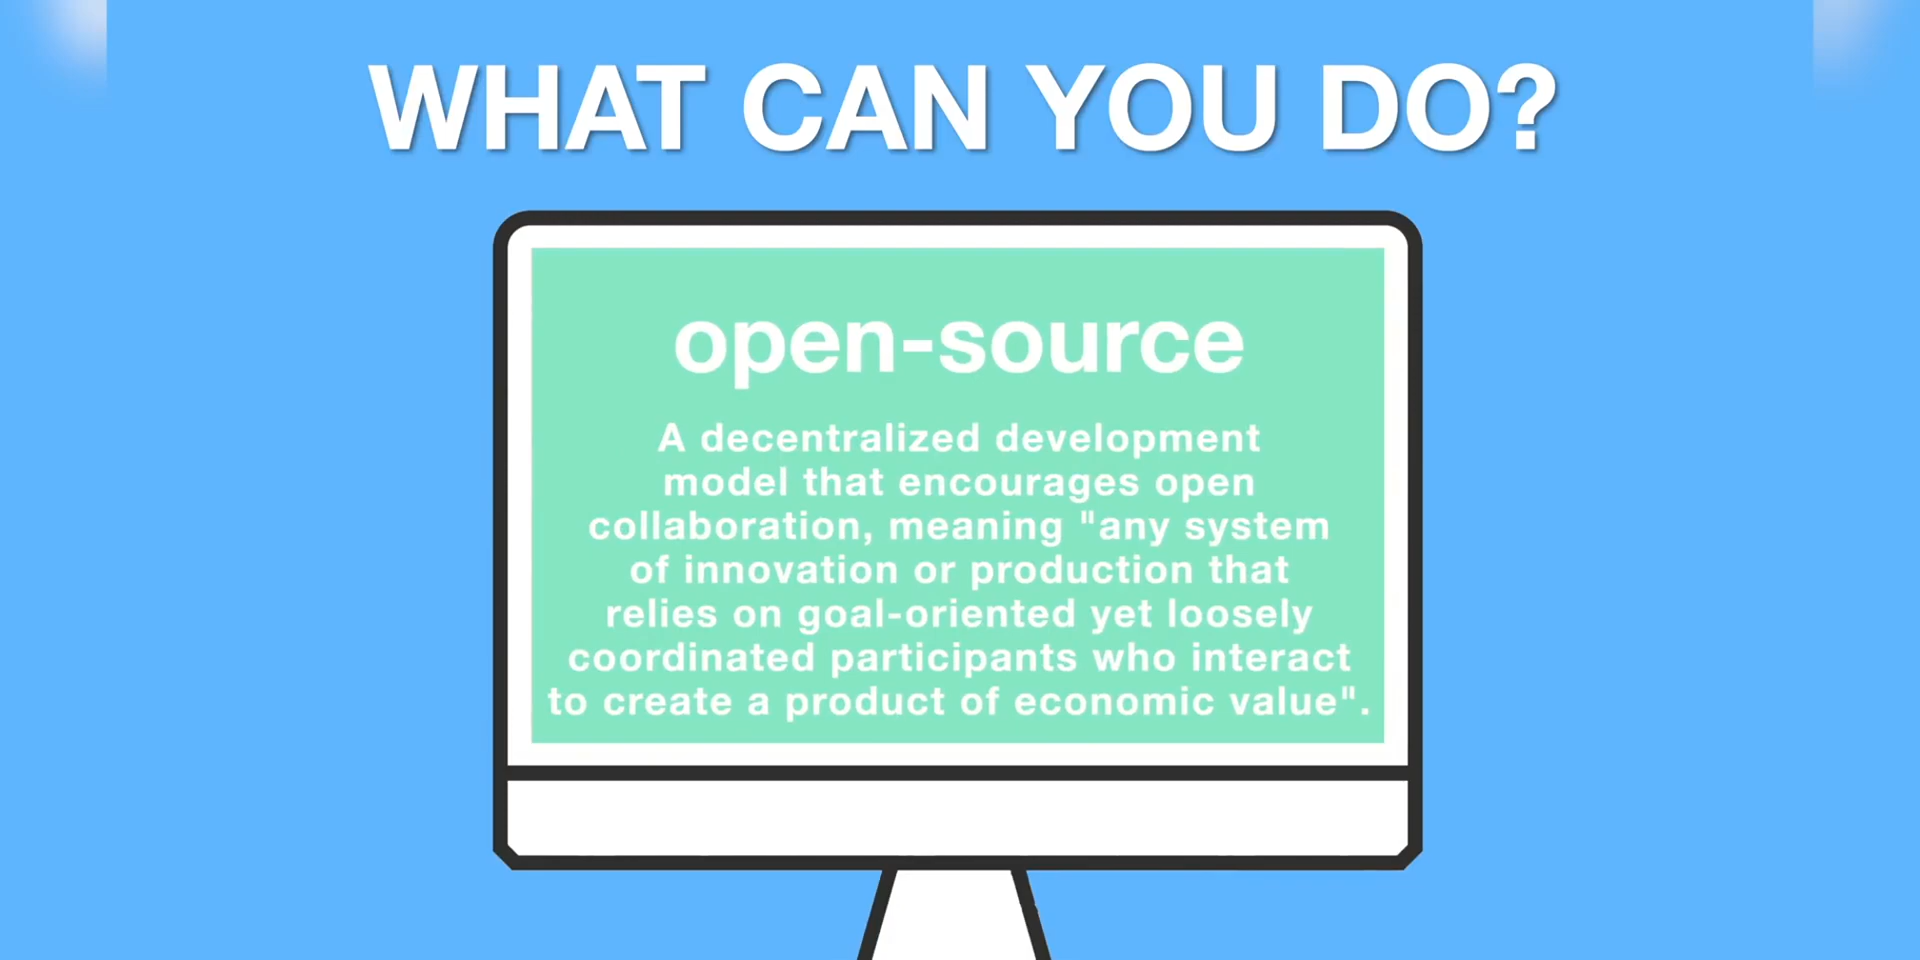 WHAT CAN YOU DO?
open-source
A decentralized development
model that encourages open
collaboration, meaning "any system
of innovation or production that
relies on goal-oriented yet loosely
coordinated participants who interact
to create a product of economic value".